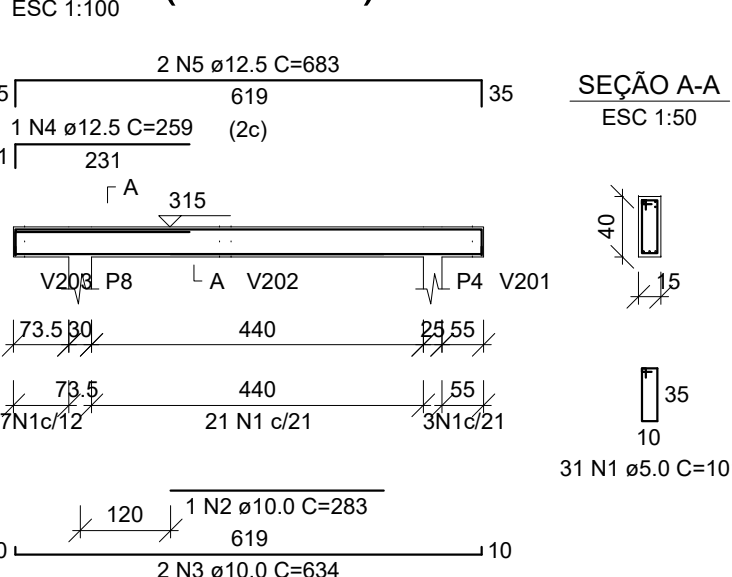 ESC 1:100
2 N5 ø12.5 C=683
619
35
SEÇÃO A-A
ESC 1:50
1 N4 ø12.5 C=259
(2c)
231
A
315
40
V203 P8
A
V202
P4
V201
15
73.5 30 440 25 55
73.5 440 55
7N1c/12 21 N1 c/21 3N1c/21
35
10
31 N1 ø5.0 C=10
1 N2 ø10.0 C=283
120
619
10
2 N3 ø10.0 C=634